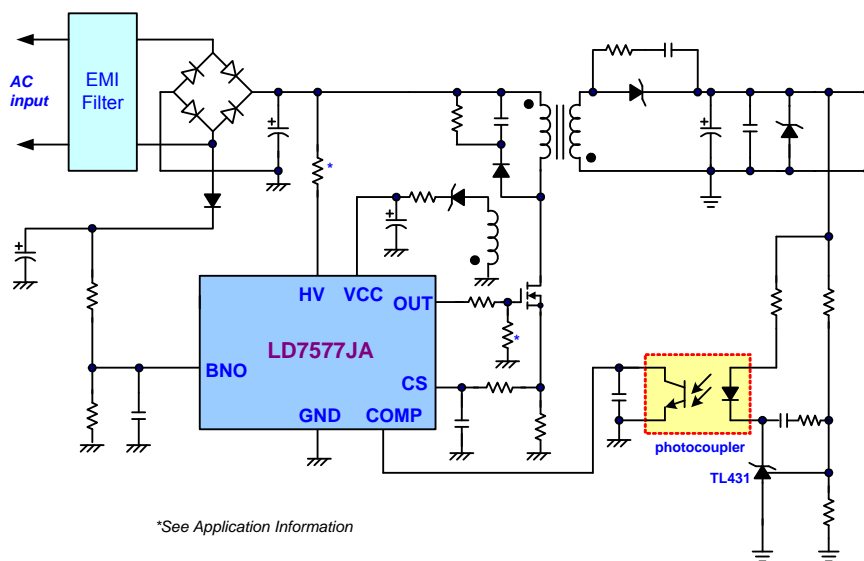 AC
input
EMI
Filter
+
*
+
+
+
HV
VCC
OUT
*
LD7577JA
BNO
CS
GND
COMP
photocoupler
TL431
*See Application Information